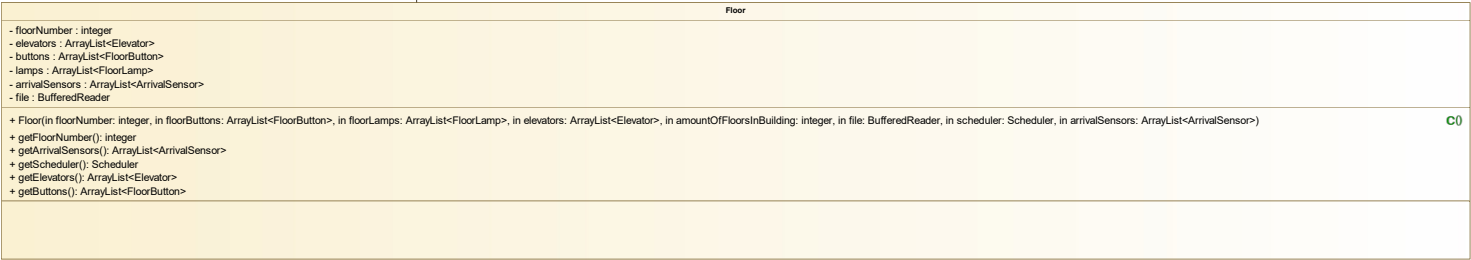 Floor
- floorNumber : integer
- elevators : ArrayList<Elevator>
- buttons : ArrayList<FloorButton>
- lamps : ArrayList<FloorLamp>
- arrivalSensors : ArrayList<ArrivalSensor>
- file : BufferedReader
+ Floor(in floorNumber: integer, in floorButtons: ArrayList<FloorButton>, in floorLamps: ArrayList<FloorLamp>, in elevators: ArrayList<Elevator>, in amountOfFloorsInBuilding: integer, in file: BufferedReader, in scheduler: Scheduler, in arrivalSensors: ArrayList<ArrivalSensor>) C()
+ getFloorNumber(): integer
+ getArrivalSensors(): ArrayList<ArrivalSensor>
+ getScheduler(): Scheduler
+ getElevators(): ArrayList<Elevator>
+ getButtons(): ArrayList<FloorButton>